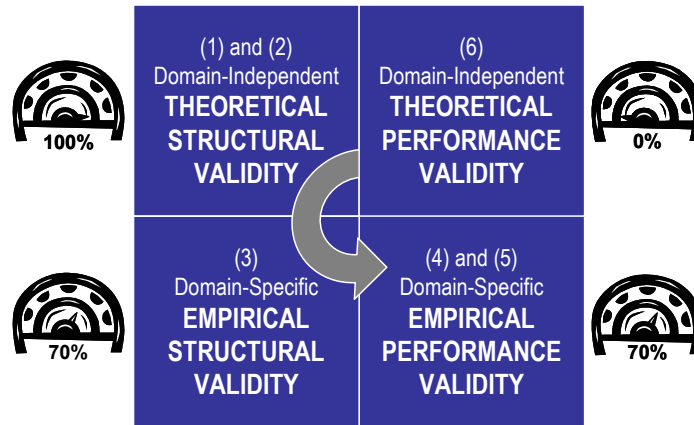 (1) and (2)
Domain-Independent
THEORETICAL
STRUCTURAL
VALIDITY
100%
(6)
Domain-Independent
THEORETICAL
PERFORMANCE
VALIDITY
0%
(3)
Domain-Specific
EMPIRICAL
STRUCTURAL
VALIDITY
70%
(4) and (5)
Domain-Specific
EMPIRICAL
PERFORMANCE
VALIDITY
70%